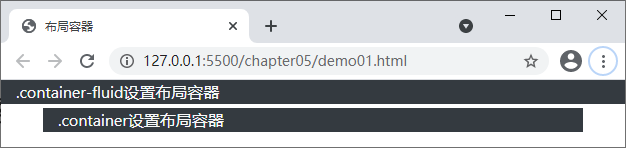 布局容器
127.0.0.1:5500/chapter05/demo01.html
.container-fluid设置布局容器
.container设置布局容器